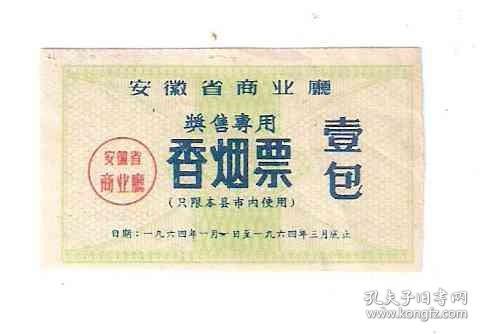 安徽省商业廳
奬售專用
香烟票
壹包
(只限本县市内使用)
安徽省
商业廳
日期:一九六四年一月一日至一九六四年三月底止
孔夫子旧书网
www.kongfz.com